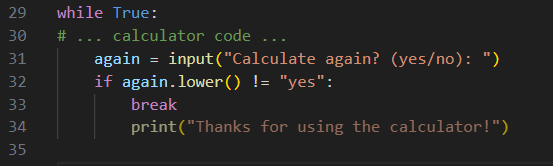 29 while True:
30 # ... calculator code ...
31     again = input("Calculate again? (yes/no): ")
32     if again.lower() != "yes":
33         break
34         print("Thanks for using the calculator!")
35